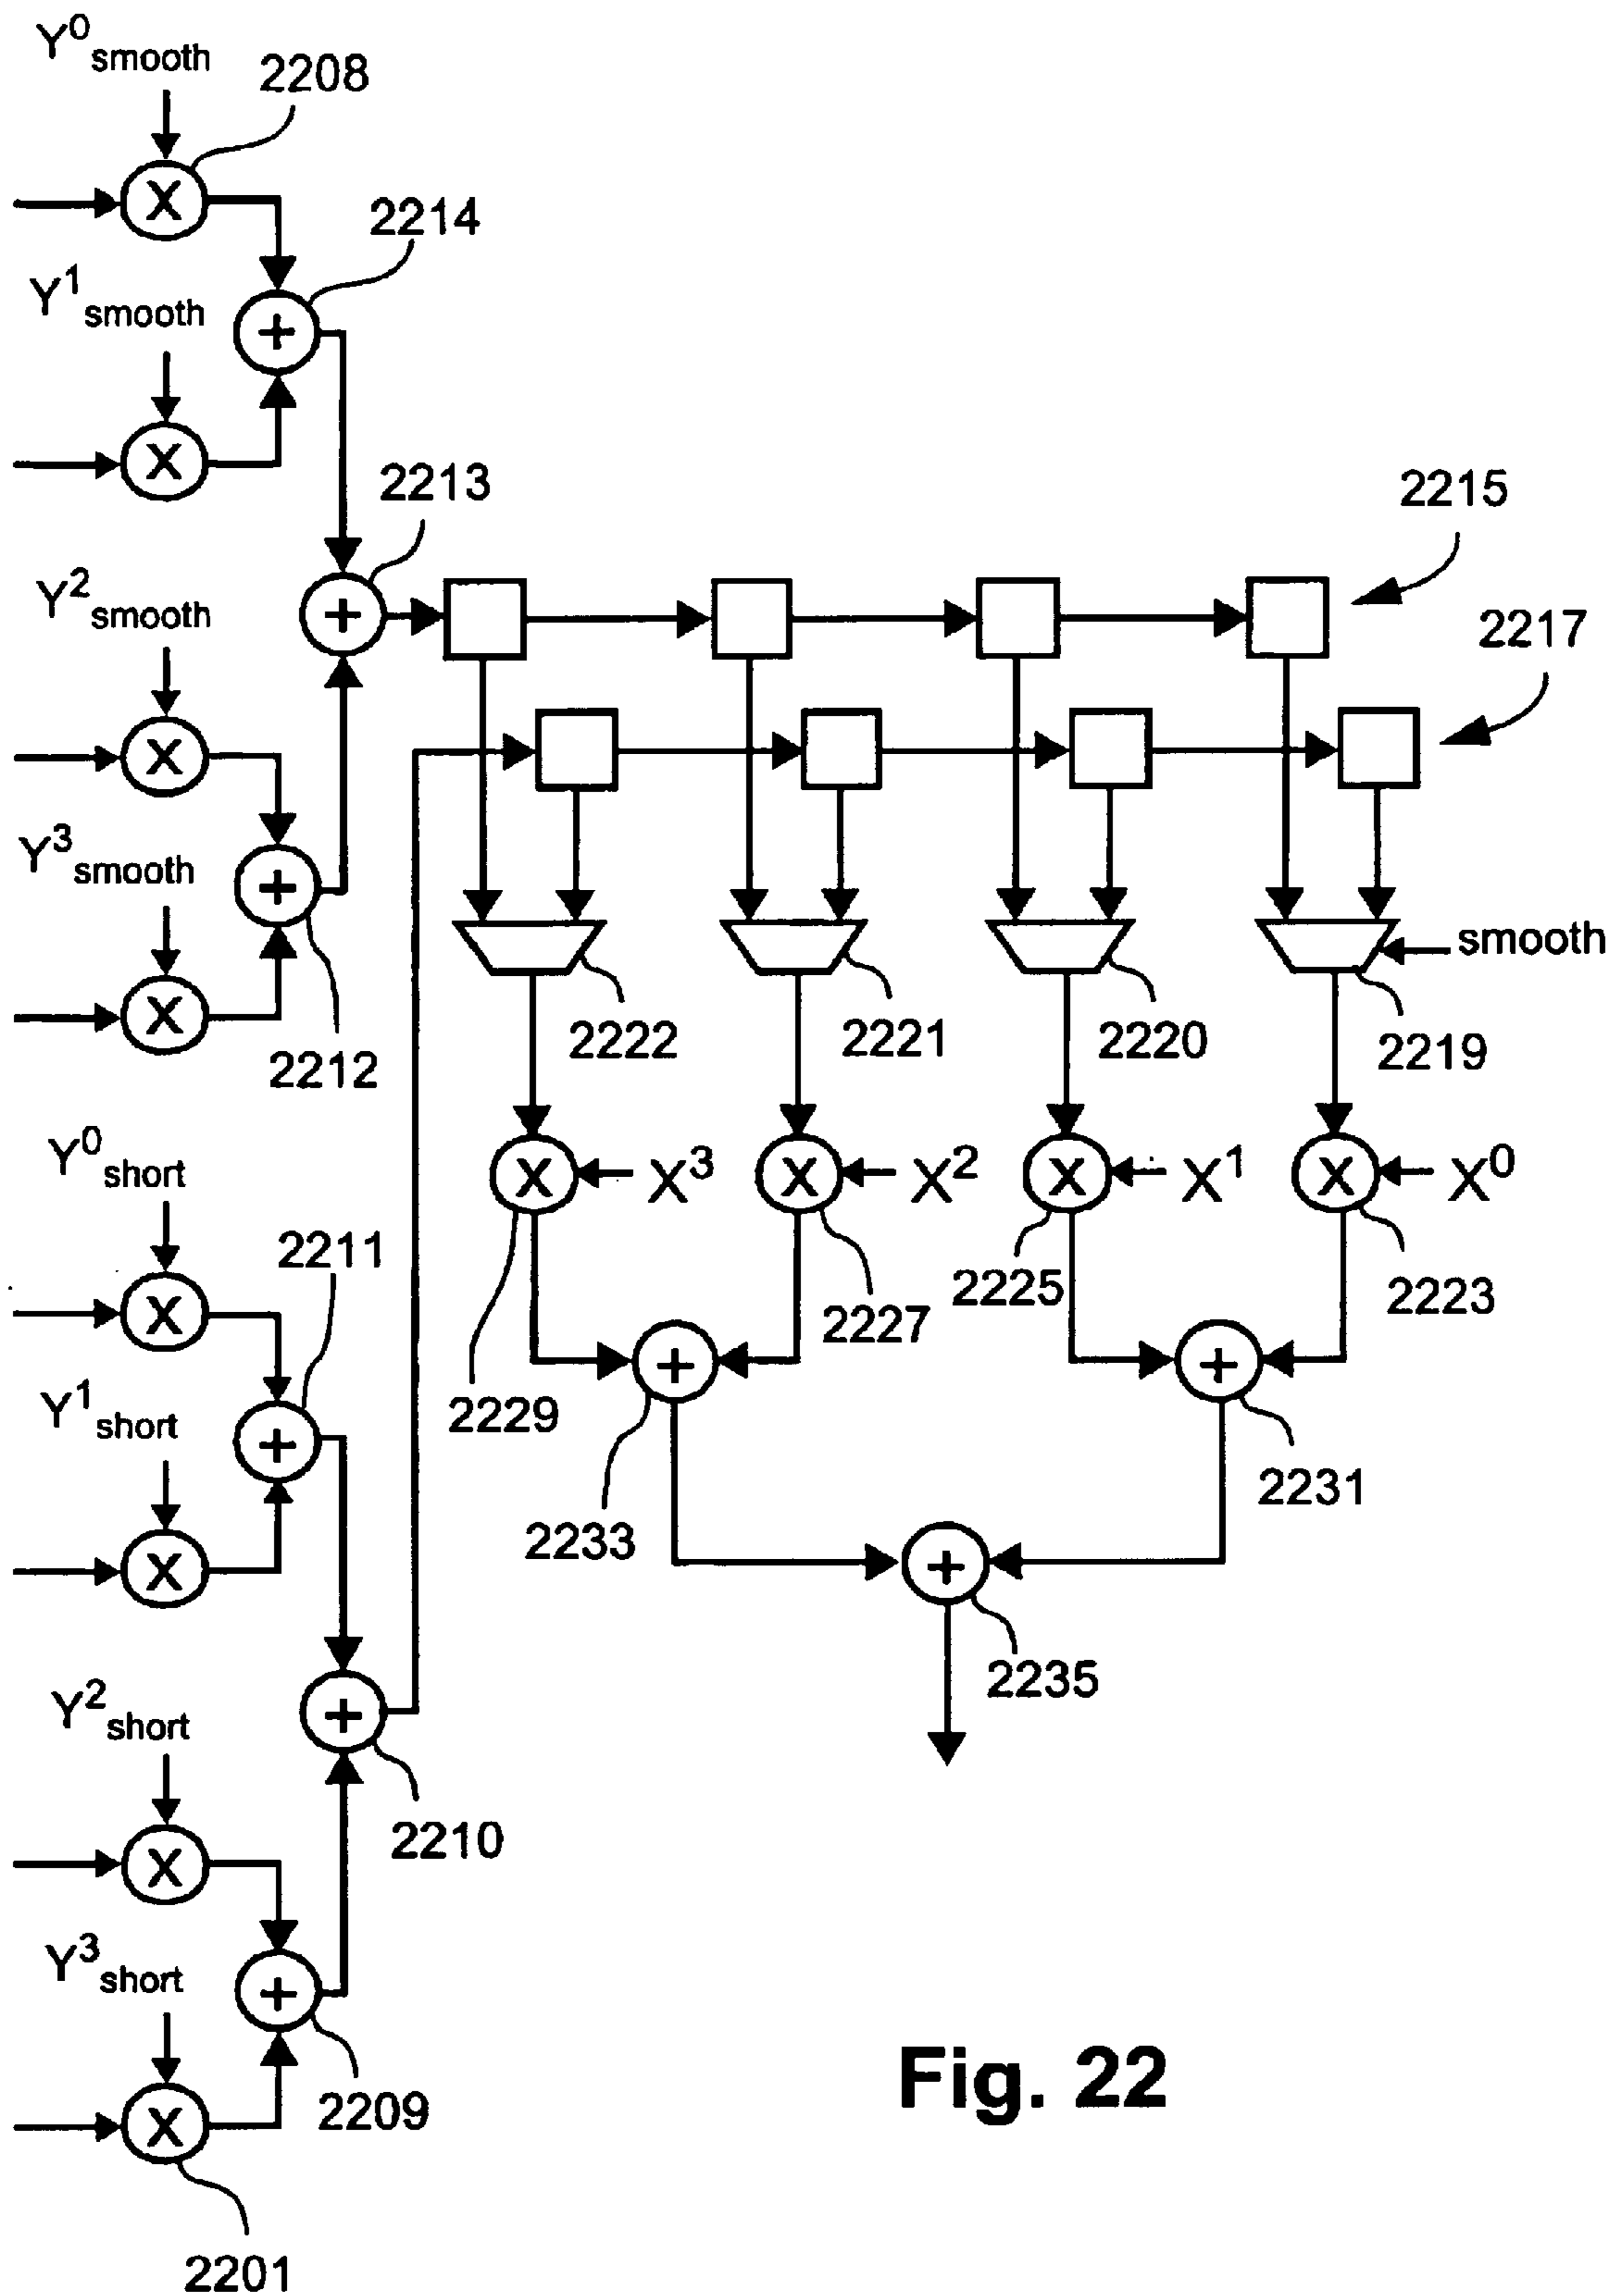 Y⁰smooth
2208
2214
Y¹smooth
2213
2215
Y²smooth
2217
Y³smooth
smooth
2222
2221
2220
2219
2212
Y⁰short
X³
X²
X¹
X⁰
2211
2225
2223
2227
Y¹short
2229
2231
2233
2235
Y²short
2210
Y³short
Fig. 22
2209
2201
X
X
+
+
X
X
+
X
X
X
X
X
X
+
+
+
X
+
+
X
+
X